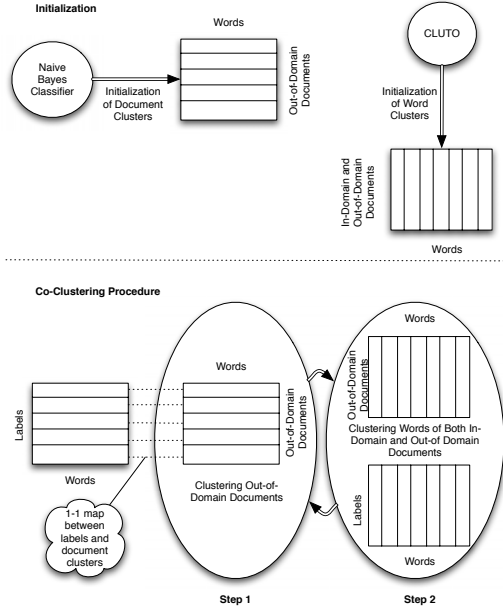 Initialization
Words
Naive
Bayes
Classifier
Initialization
of Document
Clusters
Out-of-Domain
Documents
CLUTO
Initialization
of Word
Clusters
In-Domain and
Out-of-Domain
Documents
Words
Co-Clustering Procedure
Labels
Words
1-1 map
between
labels and
document
clusters
Words
Out-of-Domain
Documents
Clustering Out-of-
Domain Documents
Step 1
Words
Out-of-Domain
Documents
Clustering Words of Both In-
Domain and Out-of Domain
Documents
Labels
Words
Step 2